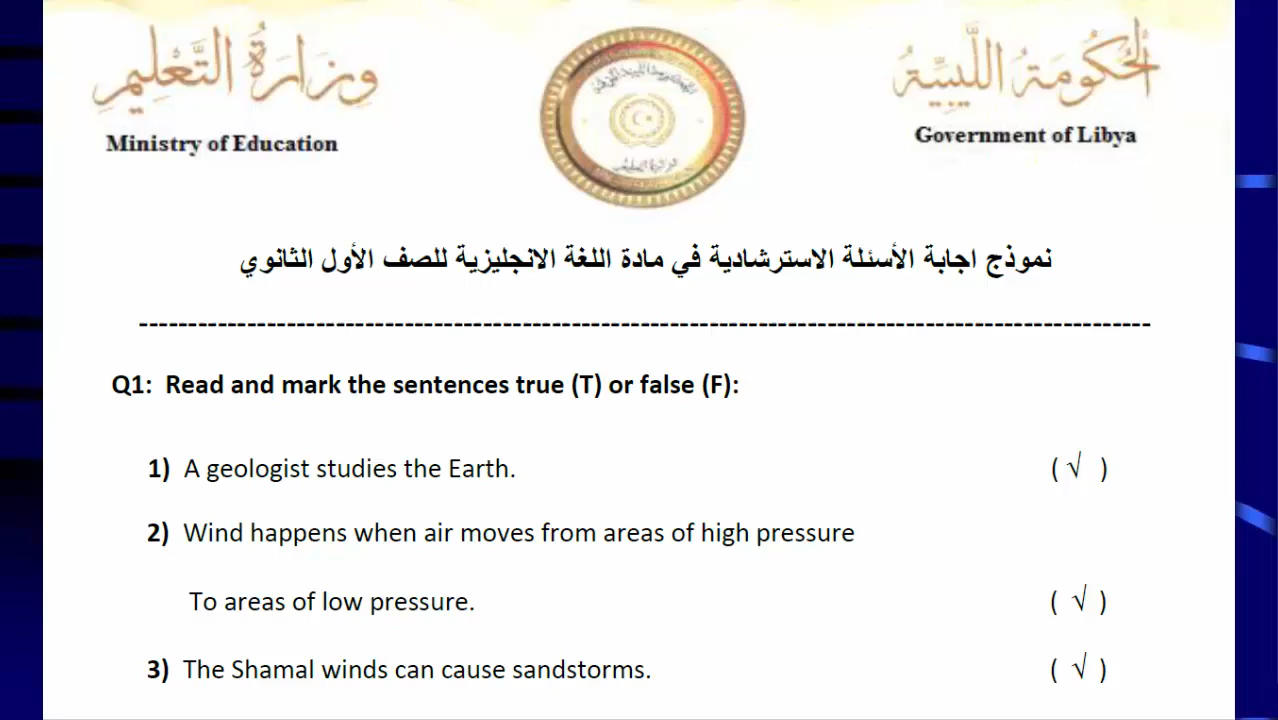 وزارة التعليم
الحكومة الليبية
Ministry of Education
Government of Libya
نموذج اجابة الأسئلة الاسترشادية في مادة اللغة الانجليزية للصف الأول الثانوي
------------------------------------------------------------------------------------------------------
Q1: Read and mark the sentences true (T) or false (F):
1) A geologist studies the Earth. ( √ )
2) Wind happens when air moves from areas of high pressure
To areas of low pressure. ( √ )
3) The Shamal winds can cause sandstorms. ( √ )